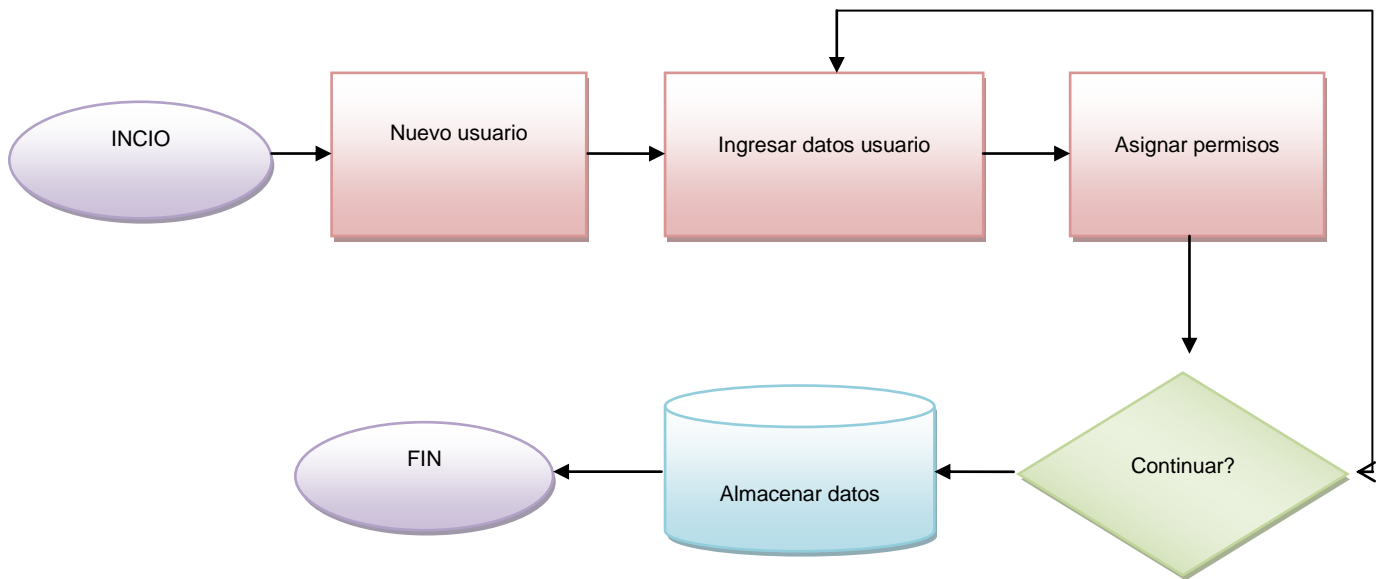 INCIO
Nuevo usuario
Ingresar datos usuario
Asignar permisos
Continuar?
Almacenar datos
FIN